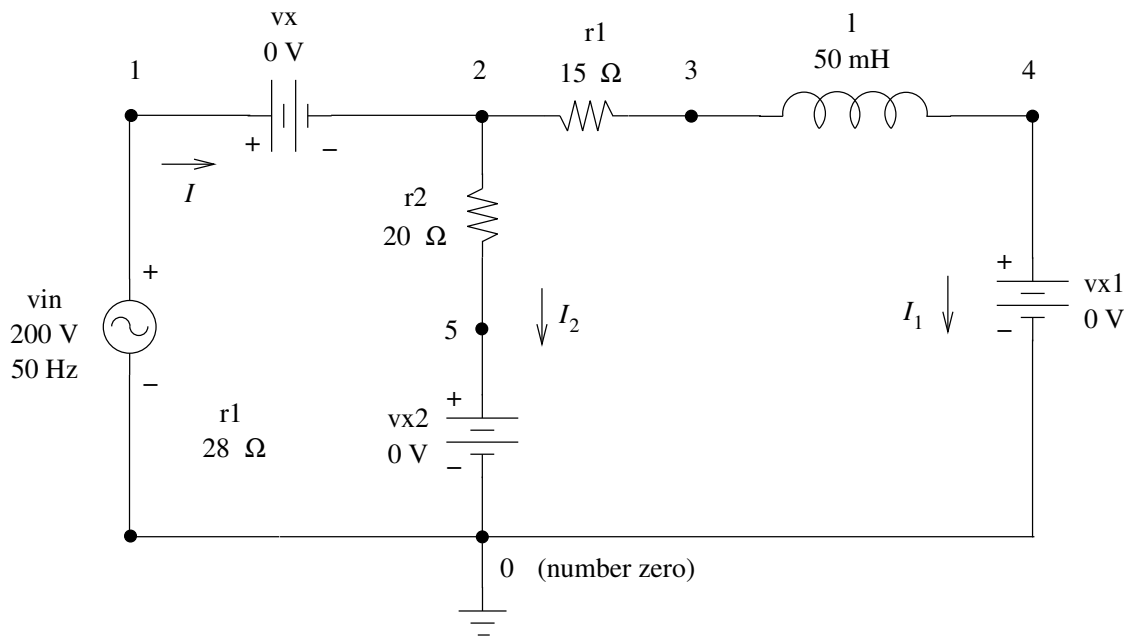 vx
0 V
1
2
r1
15 Ω
3
l
50 mH
4
+
−
I
r2
20 Ω
+
vin
200 V
50 Hz
−
5
I2
+
vx1
0 V
−
I1
r1
28 Ω
+
vx2
0 V
−
0 (number zero)